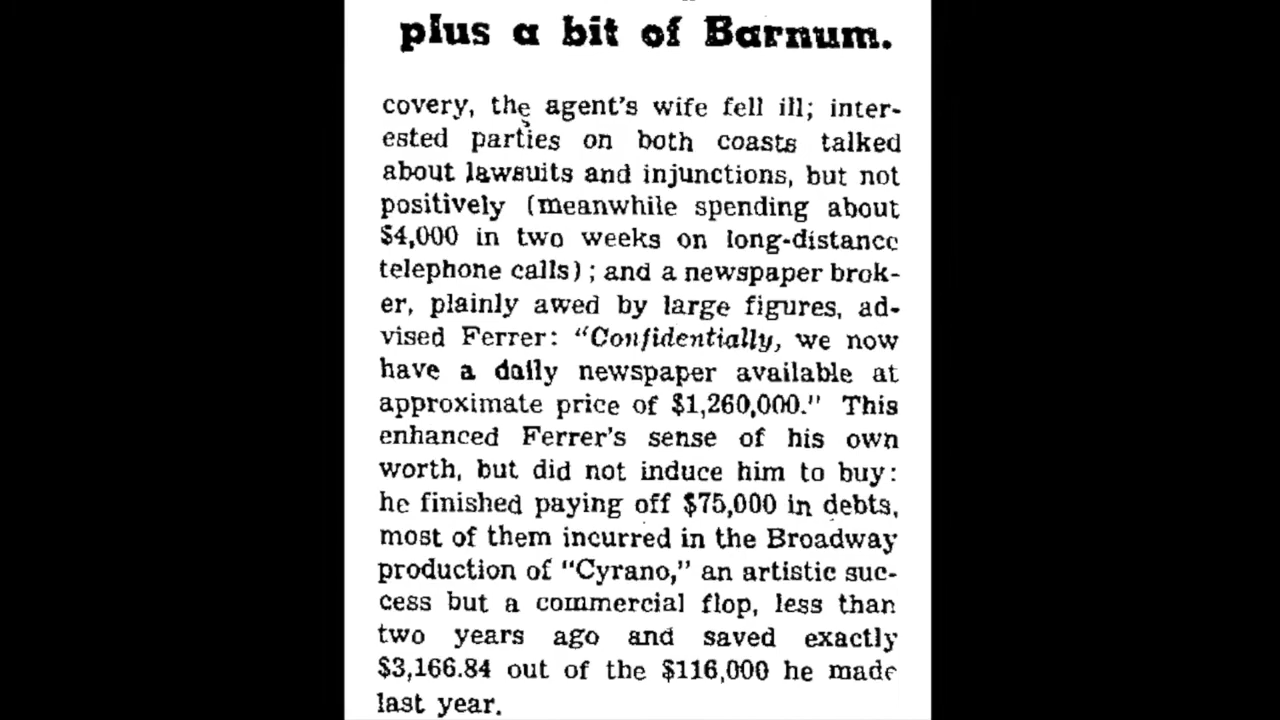 plus a bit of Barnum.
covery, the agent's wife fell ill; inter-
ested parties on both coasts talked
about lawsuits and injunctions, but not
positively (meanwhile spending about
$4,000 in two weeks on long-distance
telephone calls); and a newspaper brok-
er, plainly awed by large figures, ad-
vised Ferrer: "Confidentially, we now
have a daily newspaper available at
approximate price of $1,260,000." This
enhanced Ferrer's sense of his own
worth, but did not induce him to buy:
he finished paying off $75,000 in debts,
most of them incurred in the Broadway
production of "Cyrano," an artistic suc-
cess but a commercial flop, less than
two years ago and saved exactly
$3,166.84 out of the $116,000 he made
last year.